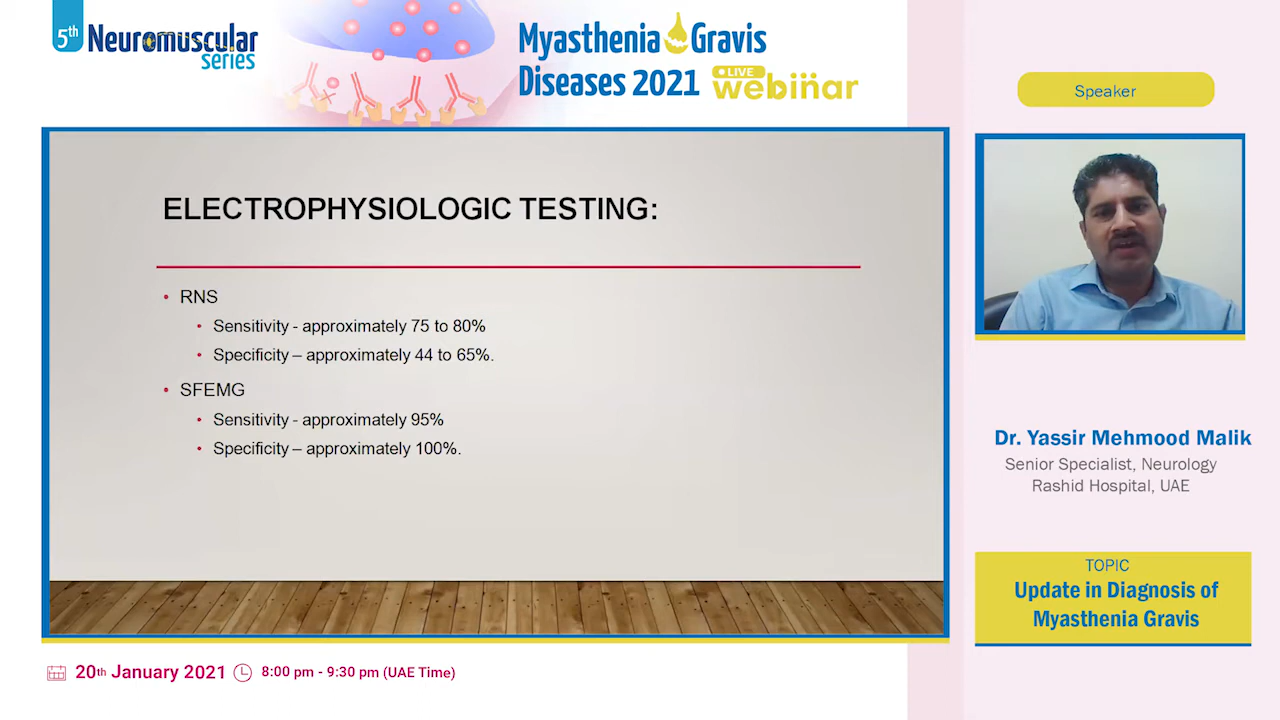 5th Neuromuscular
series
Myasthenia Gravis
Diseases 2021 LIVE webinar
Speaker
ELECTROPHYSIOLOGIC TESTING:
• RNS
• Sensitivity - approximately 75 to 80%
• Specificity – approximately 44 to 65%.
• SFEMG
• Sensitivity - approximately 95%
• Specificity – approximately 100%.
Dr. Yassir Mehmood Malik
Senior Specialist, Neurology
Rashid Hospital, UAE
TOPIC
Update in Diagnosis of
Myasthenia Gravis
20th January 2021 8:00 pm - 9:30 pm (UAE Time)